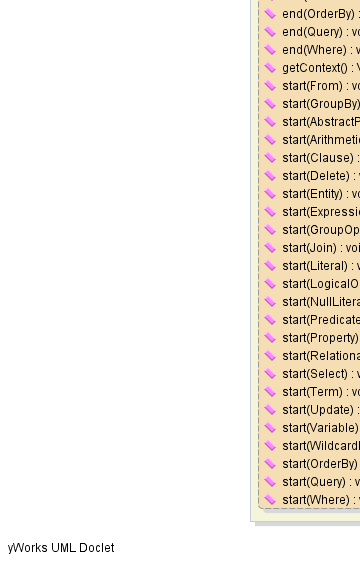 end(OrderBy) :
end(Query) : vo
end(Where) : v
getContext() :
start(From) : vo
start(GroupBy)
start(AbstractP
start(Arithmeti
start(Clause) :
start(Delete) : v
start(Entity) : vo
start(Expressi
start(GroupOp
start(Join) : voi
start(Literal) : v
start(LogicalO
start(NullLitera
start(Predicate
start(Property)
start(Relationa
start(Select) : v
start(Term) : vo
start(Update) :
start(Variable)
start(Wildcard
start(OrderBy)
start(Query) : v
start(Where) : v
yWorks UML Doclet